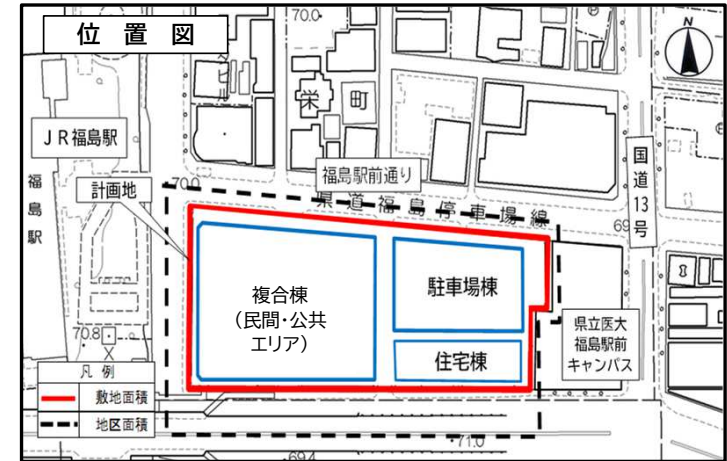 位置図
N
70.0
栄町
JR福島駅
福島駅
計画地
70.0
福島駅前通り
県道福島停車場線
69
国道13号
複合棟
(民間・公共
エリア)
駐車場棟
住宅棟
県立医大
福島駅前
キャンパス
70.8
凡例
敷地面積
地区面積
71.0
69.4